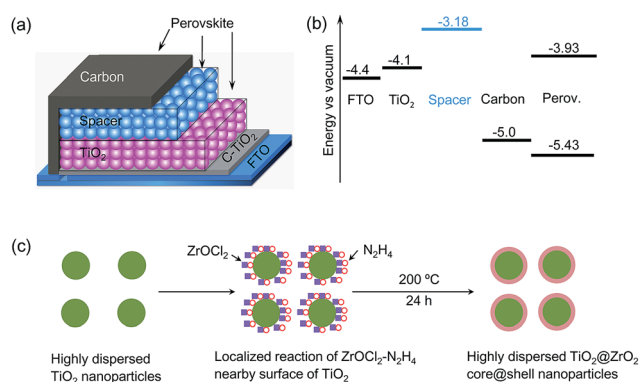 (a)
Perovskite
Carbon
Spacer
TiO₂
C-TiO₂
FTO
(b)
Energy vs vacuum
-3.18
-3.93
-4.1
-4.4
FTO
TiO₂
Spacer
Carbon
Perov.
-5.0
-5.43
(c)
ZrOCl₂
N₂H₄
200 ºC
24 h
Highly dispersed
TiO₂ nanoparticles
Localized reaction of ZrOCl₂-N₂H₄
nearby surface of TiO₂
Highly dispersed TiO₂@ZrO₂
core@shell nanoparticles